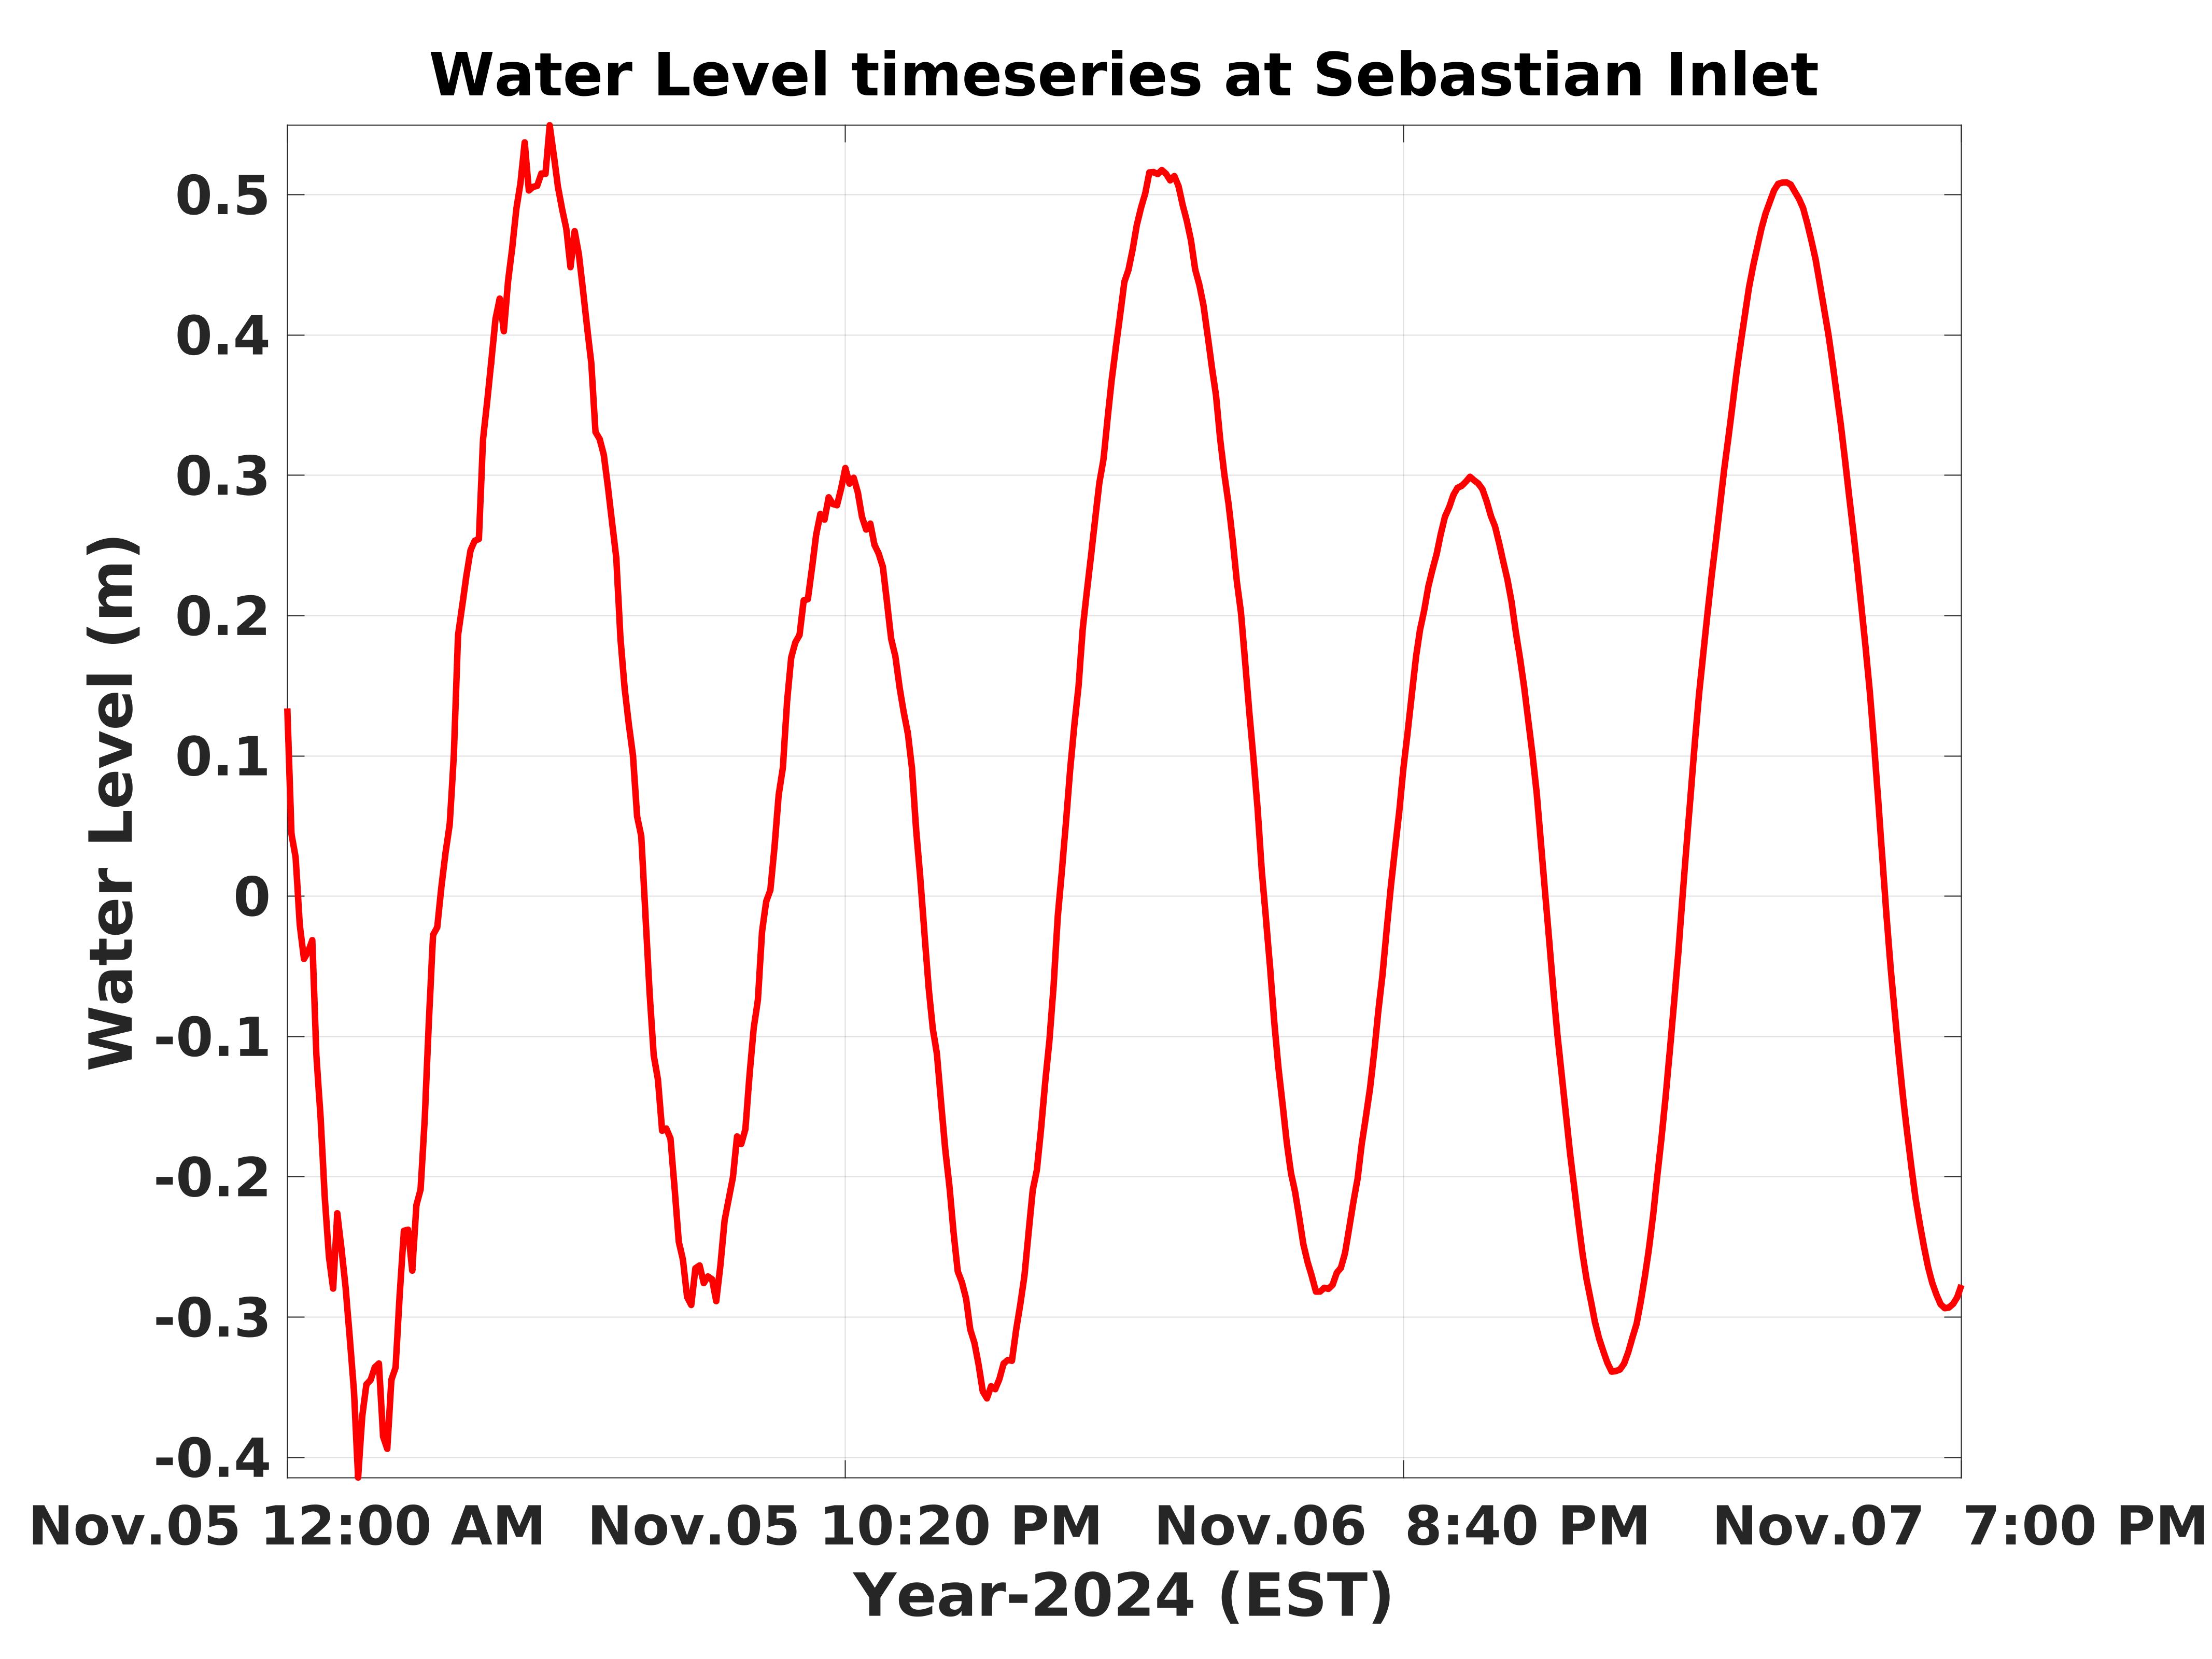 Water Level timeseries at Sebastian Inlet
0.5
0.4
0.3
0.2
0.1
0
-0.1
-0.2
-0.3
-0.4
Water Level (m)
Nov.05 12:00 AM Nov.05 10:20 PM Nov.06 8:40 PM Nov.07 7:00 PM
Year-2024 (EST)